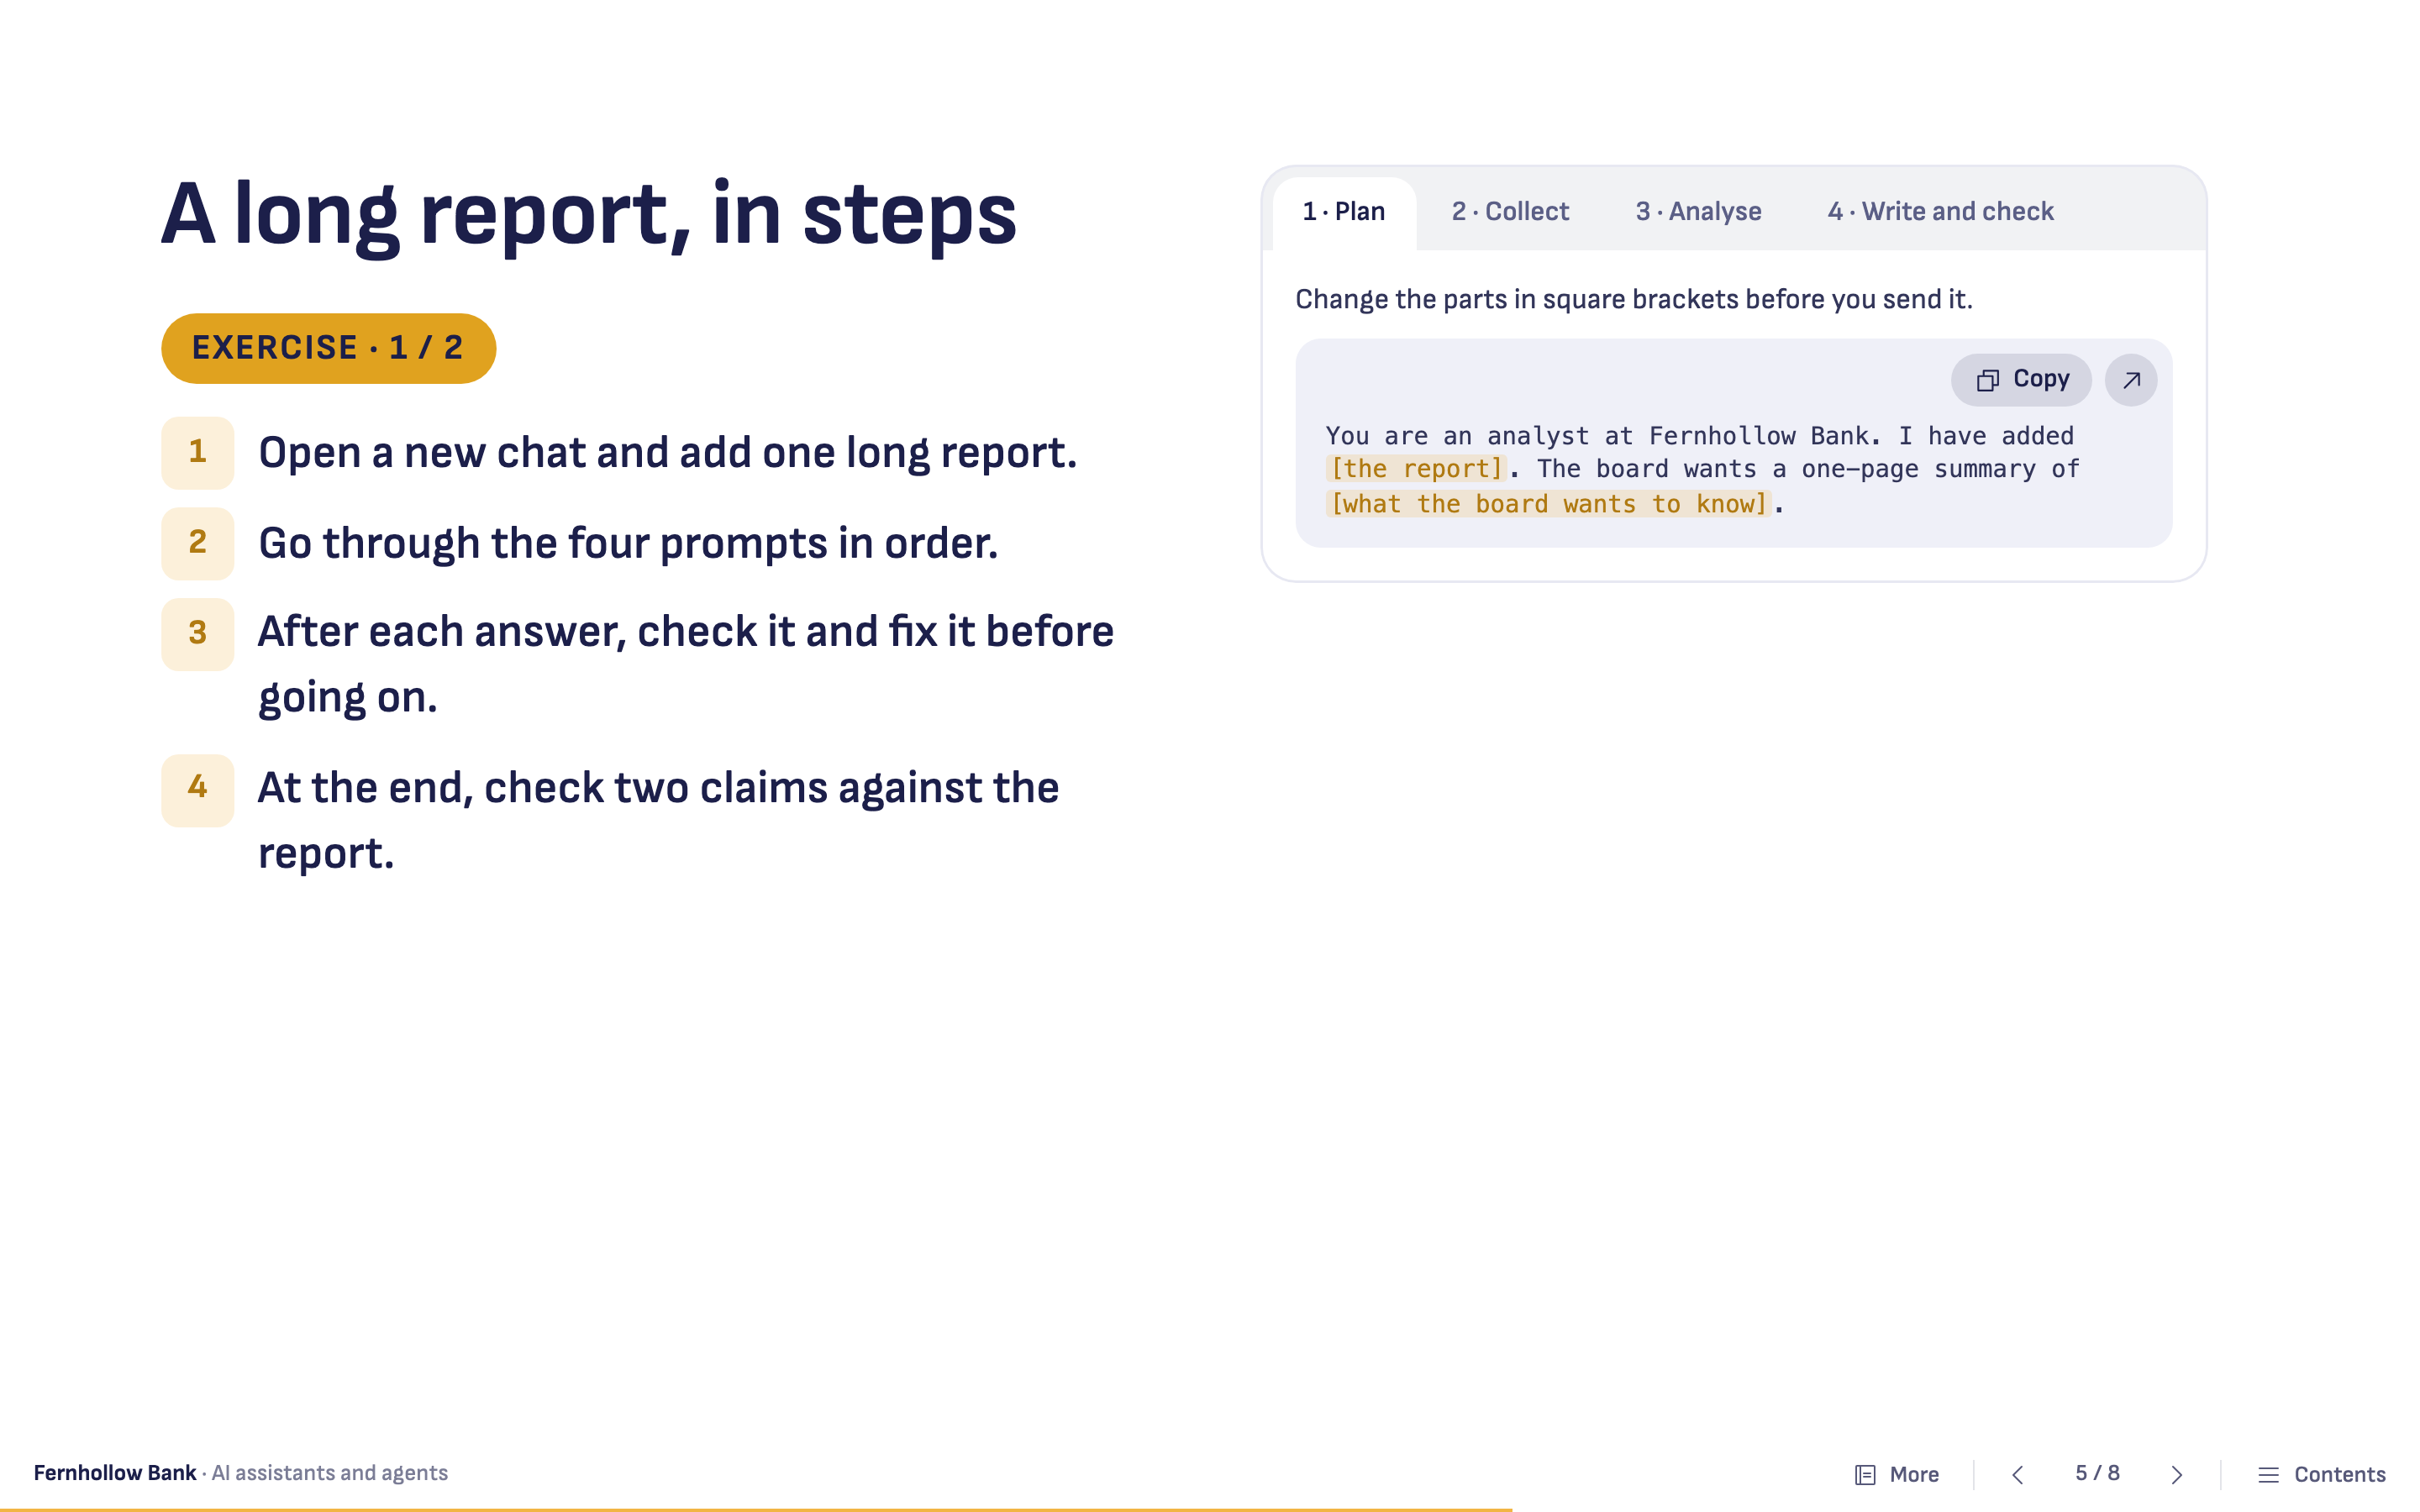 A long report, in steps
EXERCISE · 1 / 2
1 Open a new chat and add one long report.
2 Go through the four prompts in order.
3 After each answer, check it and fix it before
going on.
4 At the end, check two claims against the
report.
1 · Plan 2 · Collect 3 · Analyse 4 · Write and check
Change the parts in square brackets before you send it.
Copy
You are an analyst at Fernhollow Bank. I have added
[the report]. The board wants a one-page summary of
[what the board wants to know].
Fernhollow Bank · AI assistants and agents
More 5 / 8 Contents